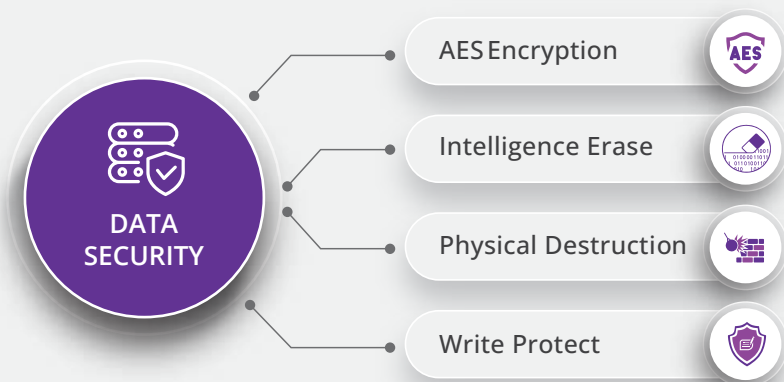 DATA
SECURITY
AES Encryption
AES
Intelligence Erase
Physical Destruction
Write Protect